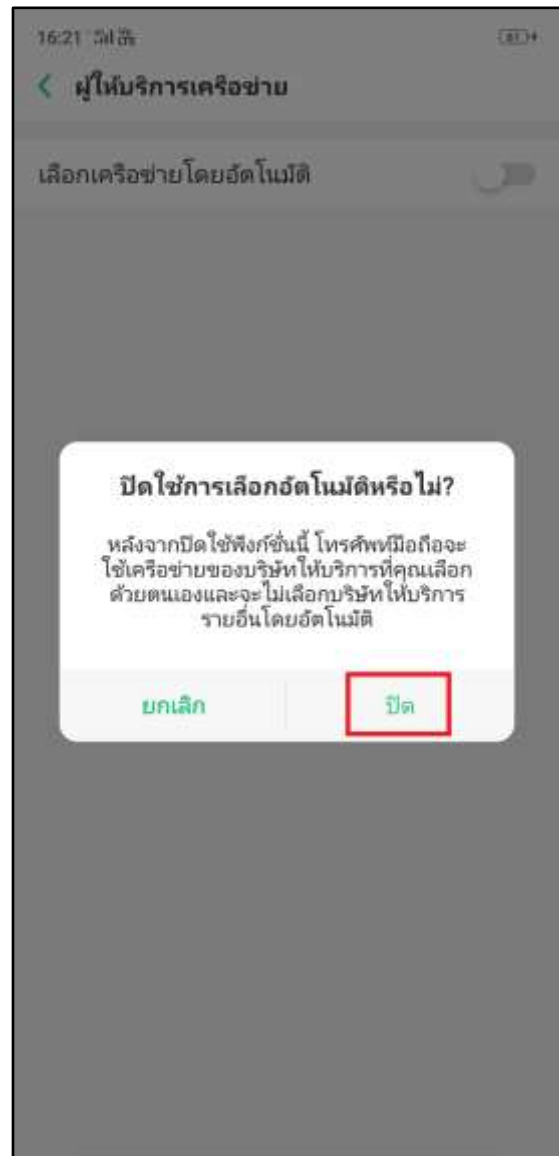 16:21
ผู้ให้บริการเครือข่าย
เลือกเครือข่ายโดยอัตโนมัติ
ปิดใช้การเลือกอัตโนมัติหรือไม่?
หลังจากปิดใช้ฟังก์ชั่นนี้ โทรศัพท์มือถือจะ
ใช้เครือข่ายของบริษัทให้บริการที่คุณเลือก
ด้วยตนเองและจะไม่เลือกบริษัทให้บริการ
รายอื่นโดยอัตโนมัติ
ยกเลิก ปิด